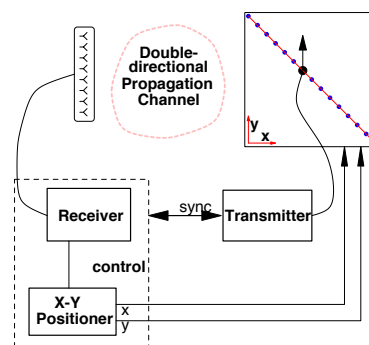 Double-
directional
Propagation
Channel
y
x
Receiver
sync
Transmitter
control
X-Y
Positioner
x
y